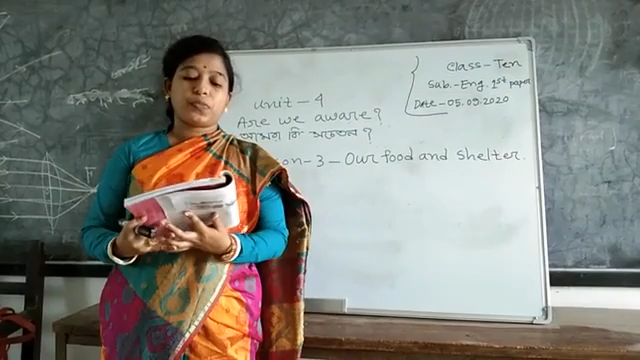 Class - Ten
Sub. - Eng. 1st paper
Date - 05.09.2020
Unit - 4
Are we aware?
আমরা কি সচেতন?
on - 3 - Our food and Shelter.